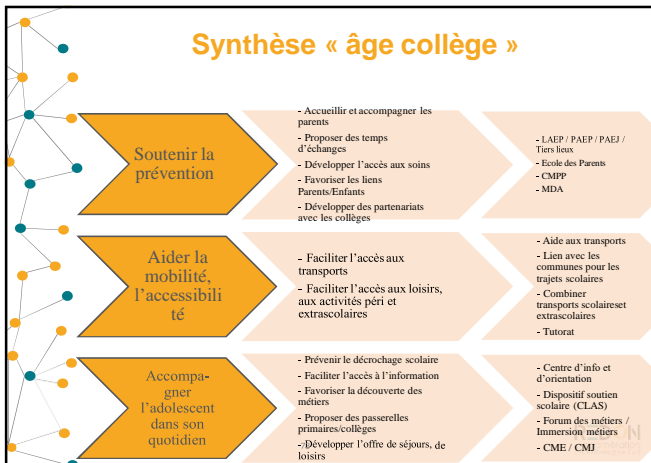 Synthèse « âge collège »
Soutenir la
prévention
- Accueillir et accompagner les
parents
- Proposer des temps
d'échanges
- Développer l'accès aux soins
- Favoriser les liens
Parents/Enfants
- Développer des partenariats
avec les collèges
- LAEP / PAEP / PAEJ /
Tiers lieux
- Ecole des Parents
- CMPP
- MDA
Aider la
mobilité,
l'accessibili
té
- Faciliter l'accès aux
transports
- Faciliter l'accès aux loisirs,
aux activités péri et
extrascolaires
- Aide aux transports
- Lien avec les
communes pour les
trajets scolaires
- Combiner
transports scolaireset
extrascolaires
- Tutorat
Accompa-
gner
l'adolescent
dans son
quotidien
- Prévenir le décrochage scolaire
- Faciliter l'accès à l'information
- Favoriser la découverte des
métiers
- Proposer des passerelles
primaires/collèges
- Développer l'offre de séjours, de
loisirs
- Centre d'info et
d'orientation
- Dispositif soutien
scolaire (CLAS)
- Forum des métiers /
Immersion métiers
- CME / CMJ